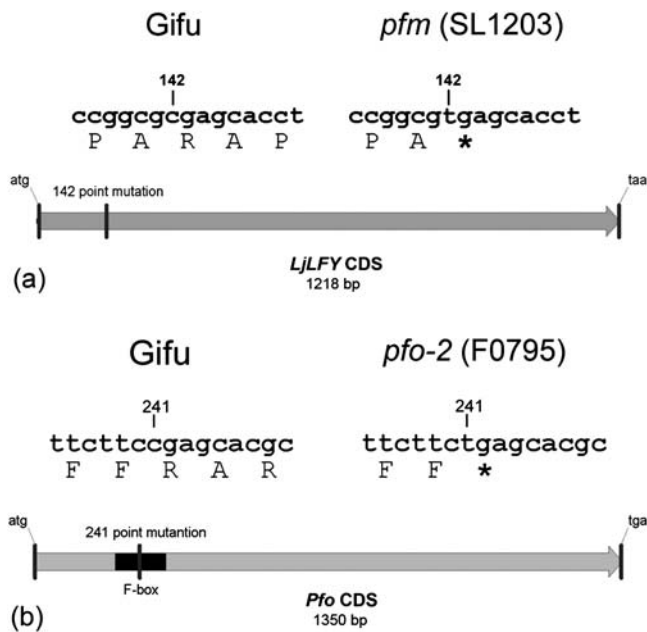 Gifu pfm (SL1203)
142 142
ccggcgcgagcacct ccggcgtgagcacct
P A R A P P A *
atg 142 point mutation taa
LjLFY CDS
1218 bp
(a)
Gifu pfo-2 (F0795)
241 241
ttcttccgagcacgc ttcttctgagcacgc
F F R A R F F *
atg 241 point mutantion tga
F-box
Pfo CDS
1350 bp
(b)